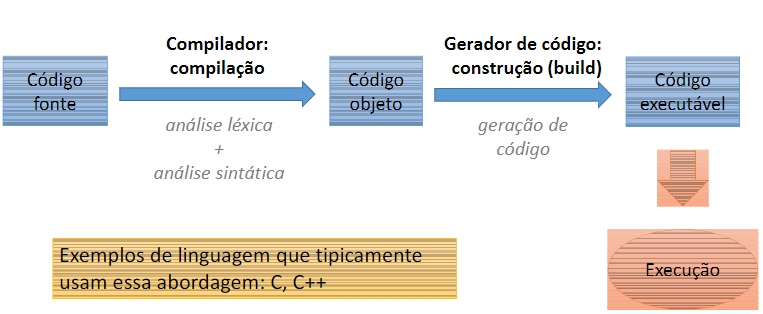 Compilador:
compilação
Gerador de código:
construção (build)
Código
fonte
Código
objeto
Código
executável
análise léxica
+
análise sintática
geração de
código
Exemplos de linguagem que tipicamente
usam essa abordagem: C, C++
Execução